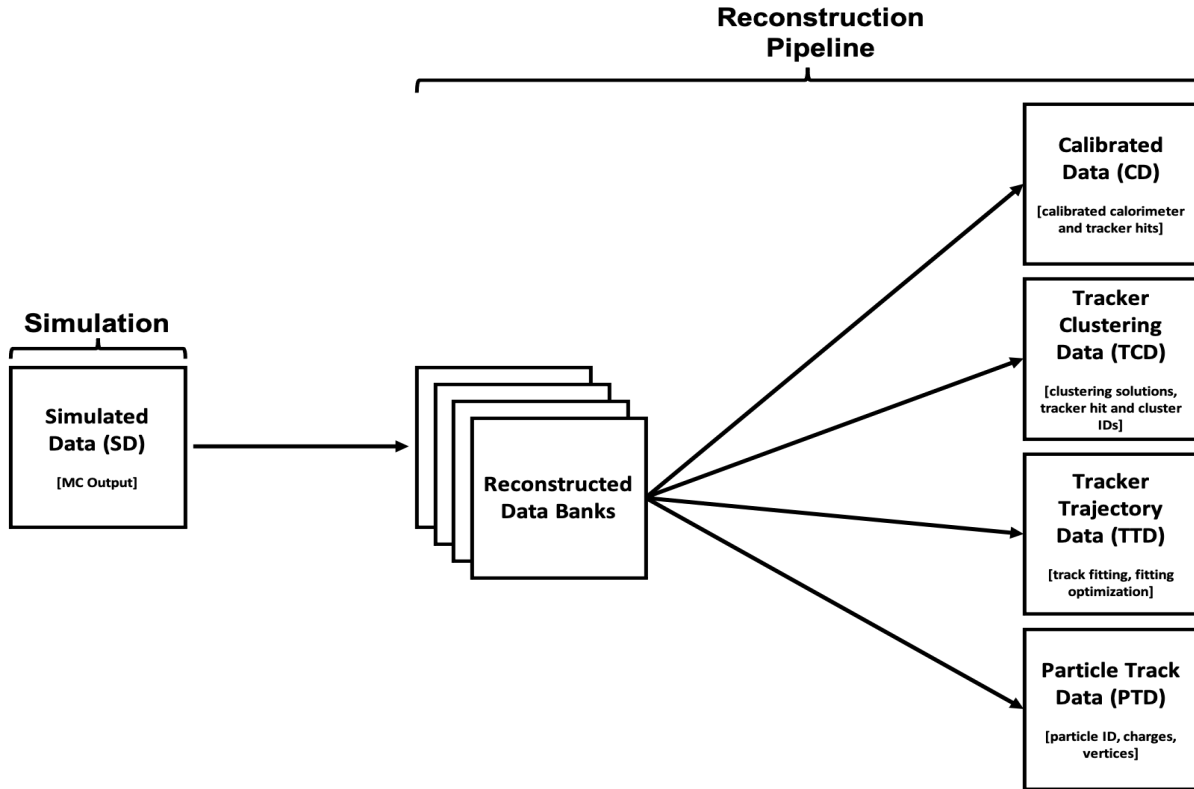 Reconstruction
Pipeline
Simulation
Simulated
Data (SD)
[MC Output]
Reconstructed
Data Banks
Calibrated
Data (CD)
[calibrated calorimeter
and tracker hits]
Tracker
Clustering
Data (TCD)
[clustering solutions,
tracker hit and cluster
IDs]
Tracker
Trajectory
Data (TTD)
[track fitting, fitting
optimization]
Particle Track
Data (PTD)
[particle ID, charges,
vertices]